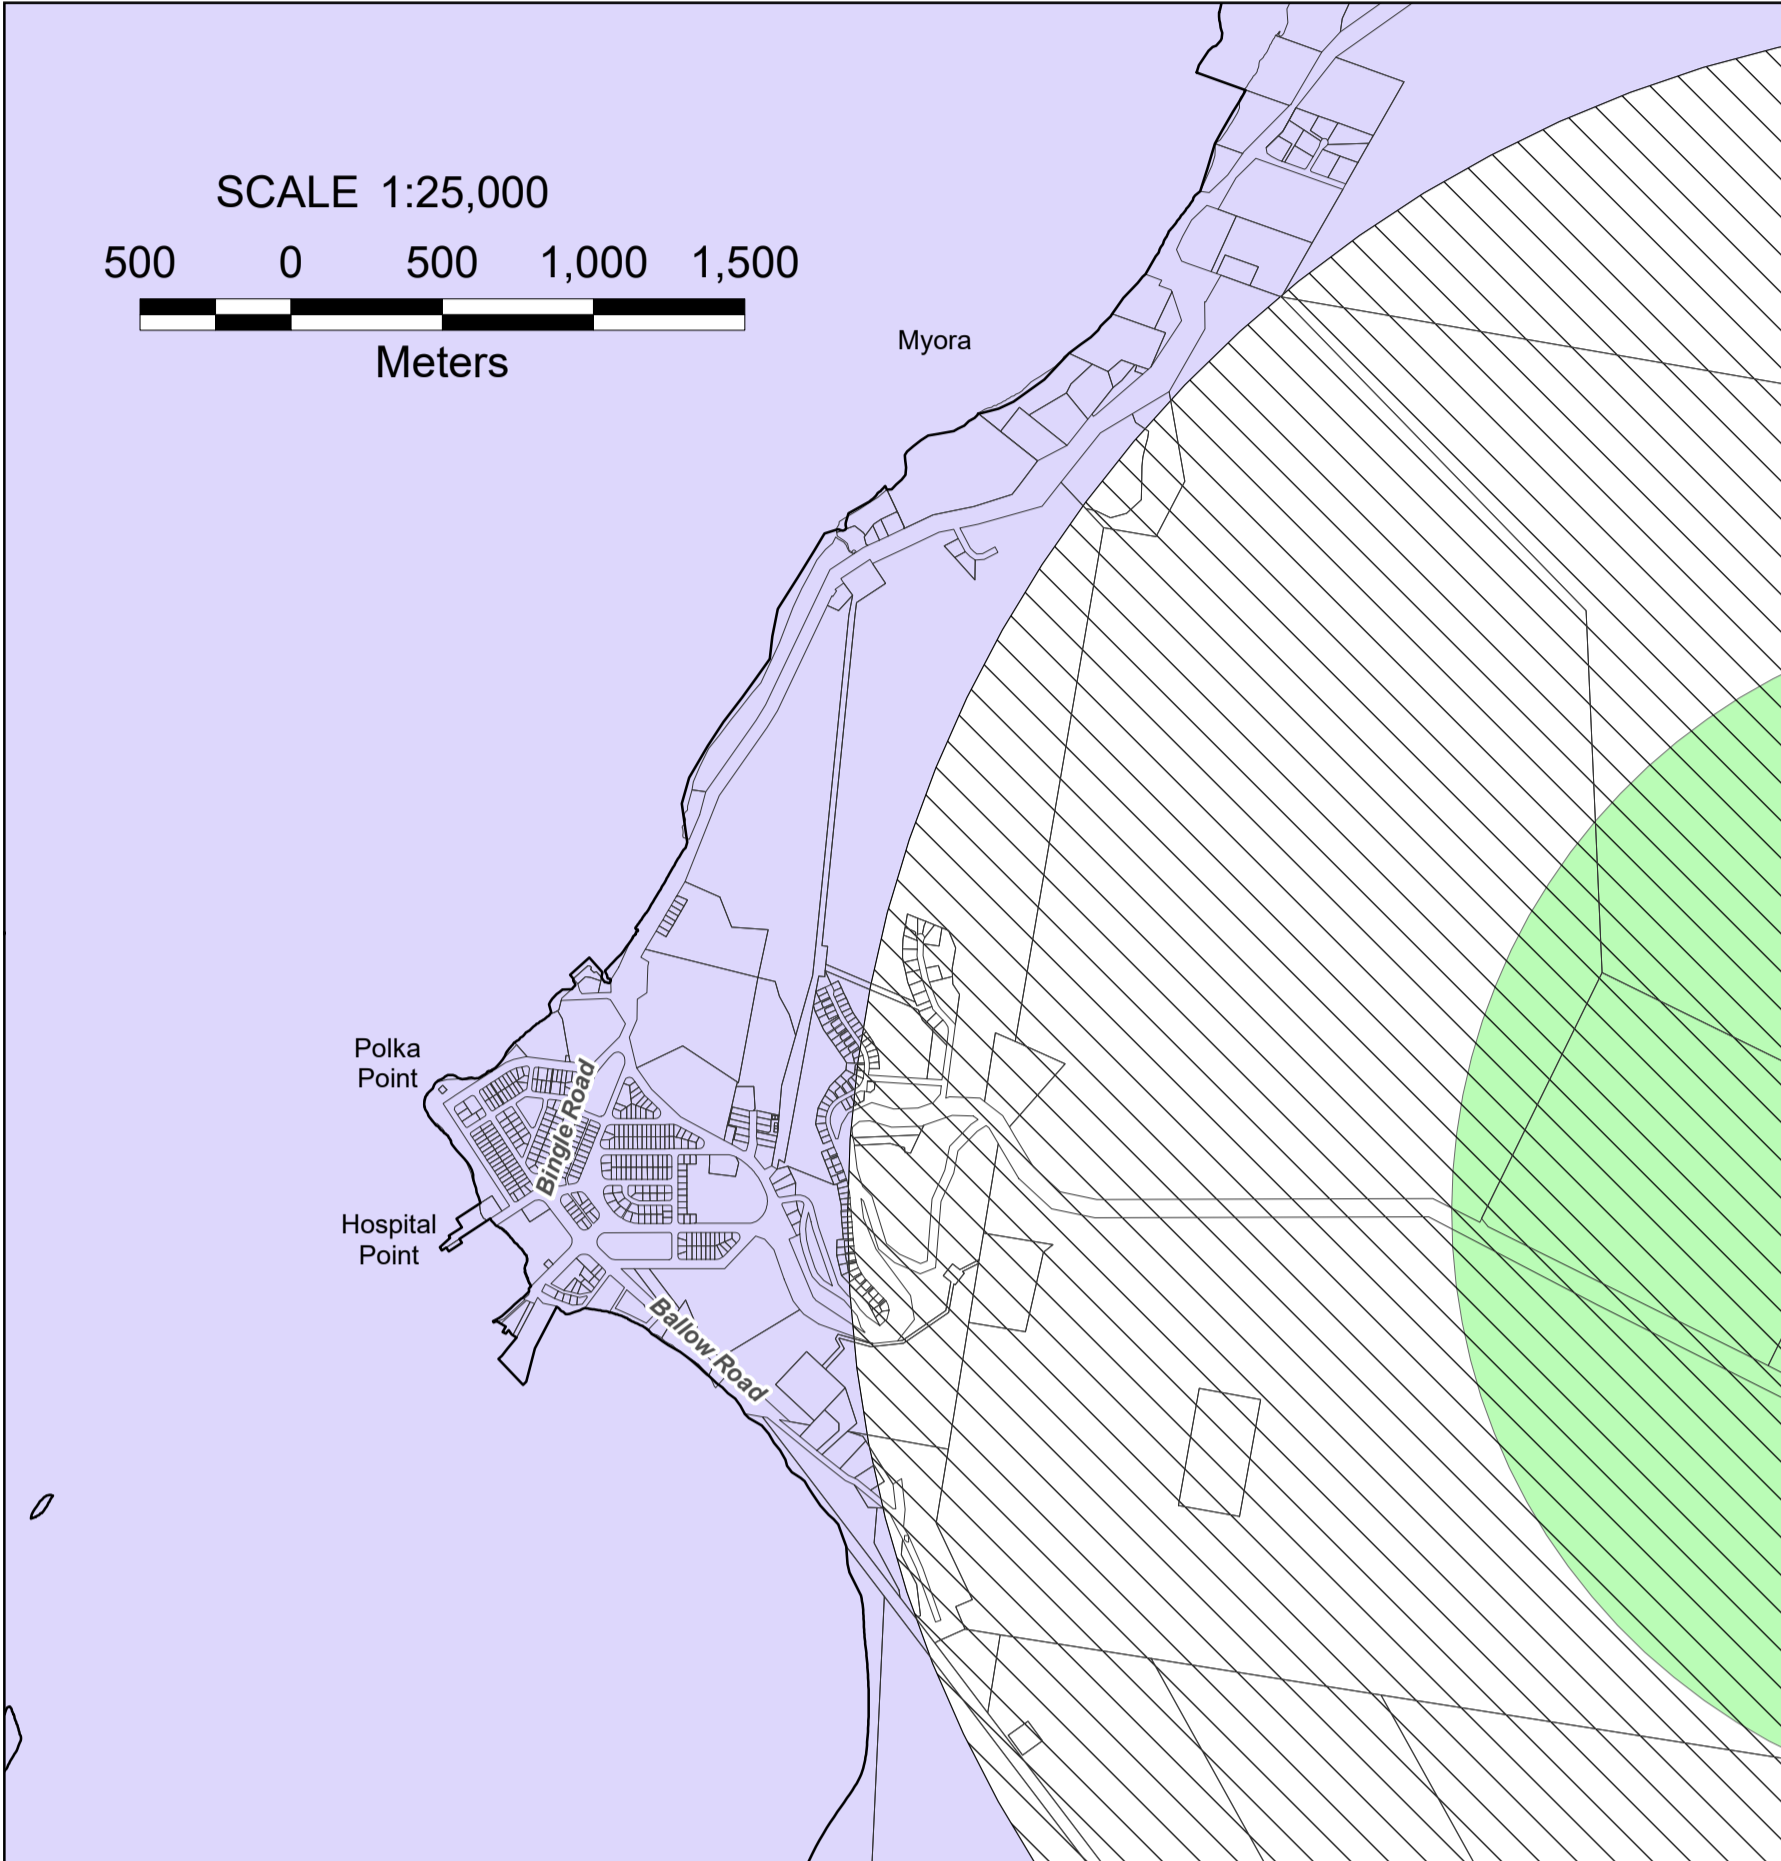 SCALE 1:25,000
500 0 500 1,000 1,500
Meters
Myora
Polka
Point
Bingle Road
Hospital
Point
Ballow Road